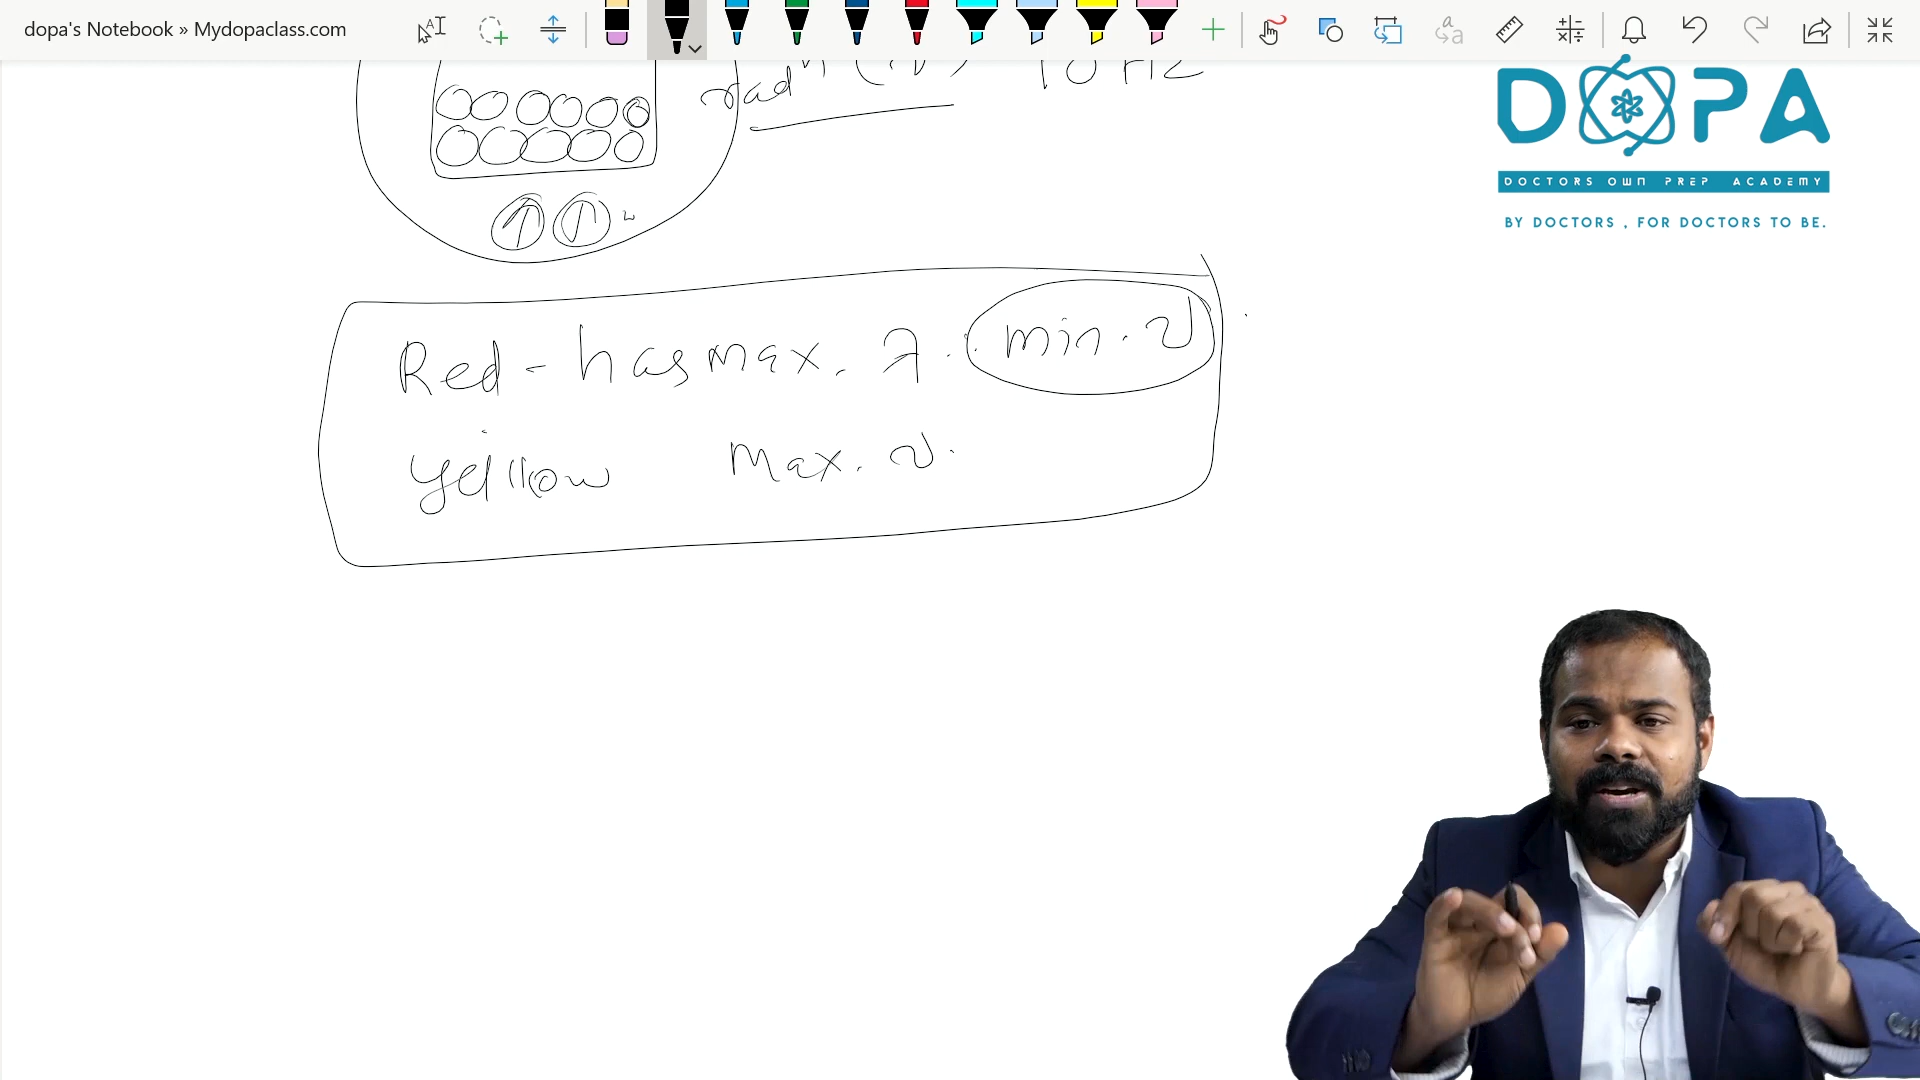 dopa's Notebook » Mydopaclass.com
DOPA
DOCTORS OWN PREP ACADEMY
BY DOCTORS , FOR DOCTORS TO BE.
Red - has max. λ. min. ν
yellow Max. ν.